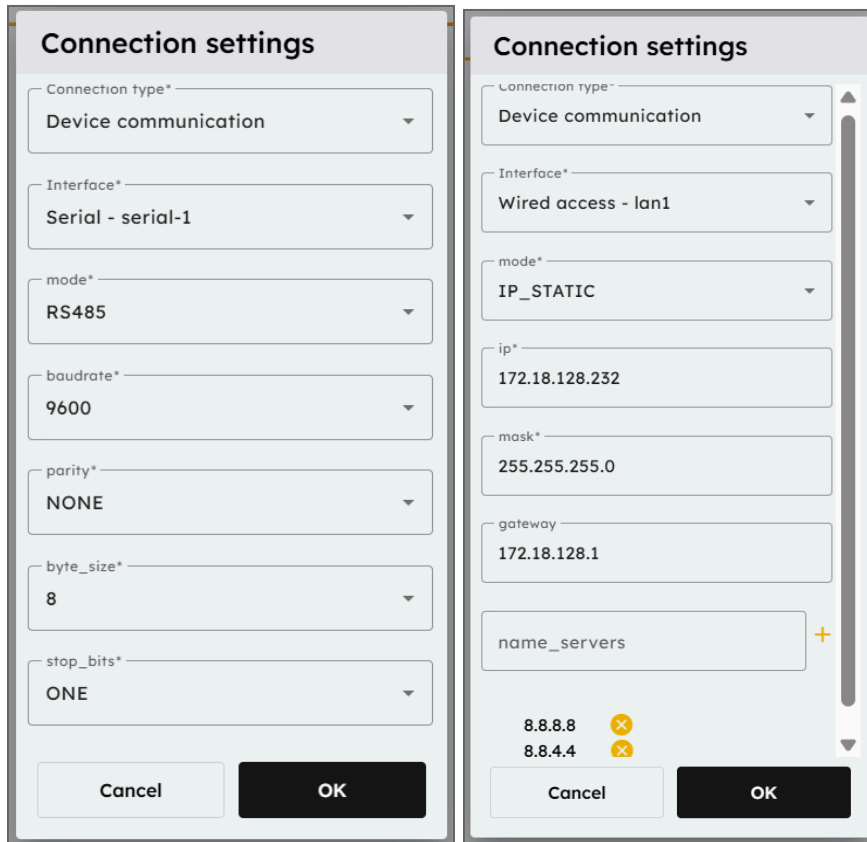 Connection settings
Connection type*
Device communication
Interface*
Serial - serial-1
mode*
RS485
baudrate*
9600
parity*
NONE
byte_size*
8
stop_bits*
ONE
Cancel
OK
Connection settings
Connection type*
Device communication
Interface*
Wired access - lan1
mode*
IP_STATIC
ip*
172.18.128.232
mask*
255.255.255.0
gateway
172.18.128.1
name_servers
+
8.8.8.8
8.8.4.4
Cancel
OK